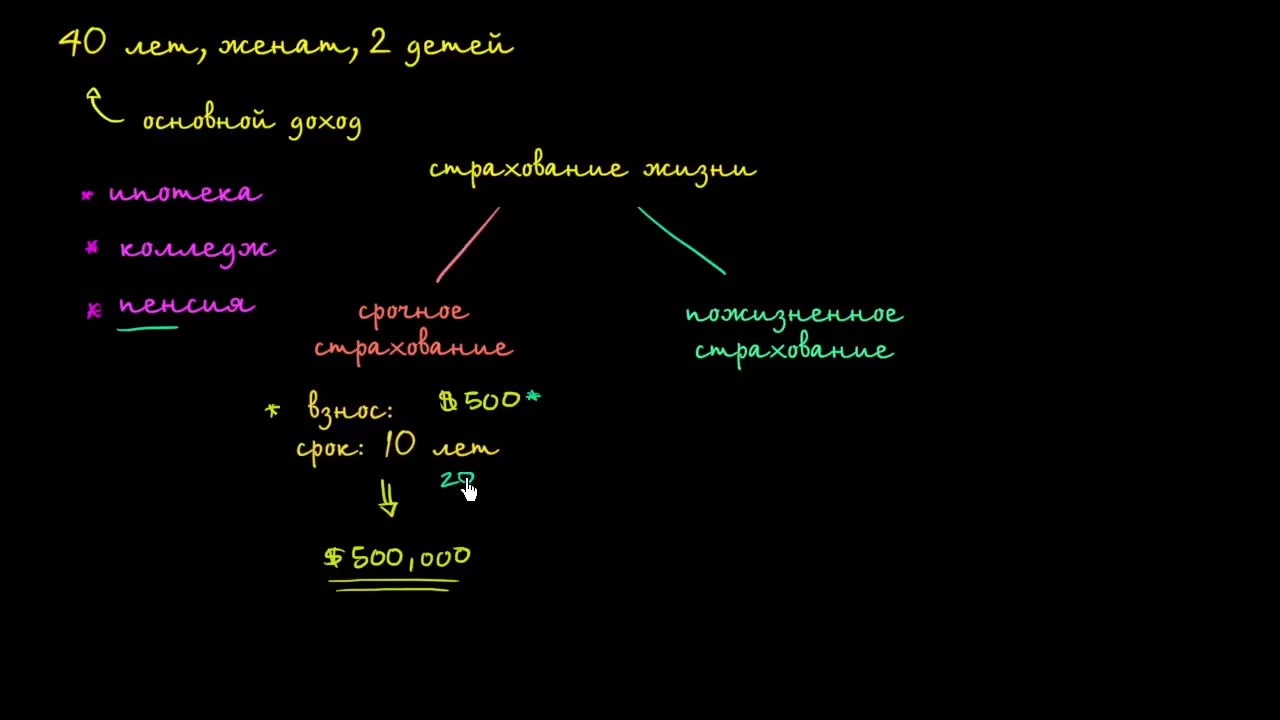 40 лет, женат, 2 детей
основной доход
страхование жизни
* ипотека
* колледж
* пенсия
срочное
страхование
пожизненное
страхование
* взнос: $500*
срок: 10 лет
20
$500,000